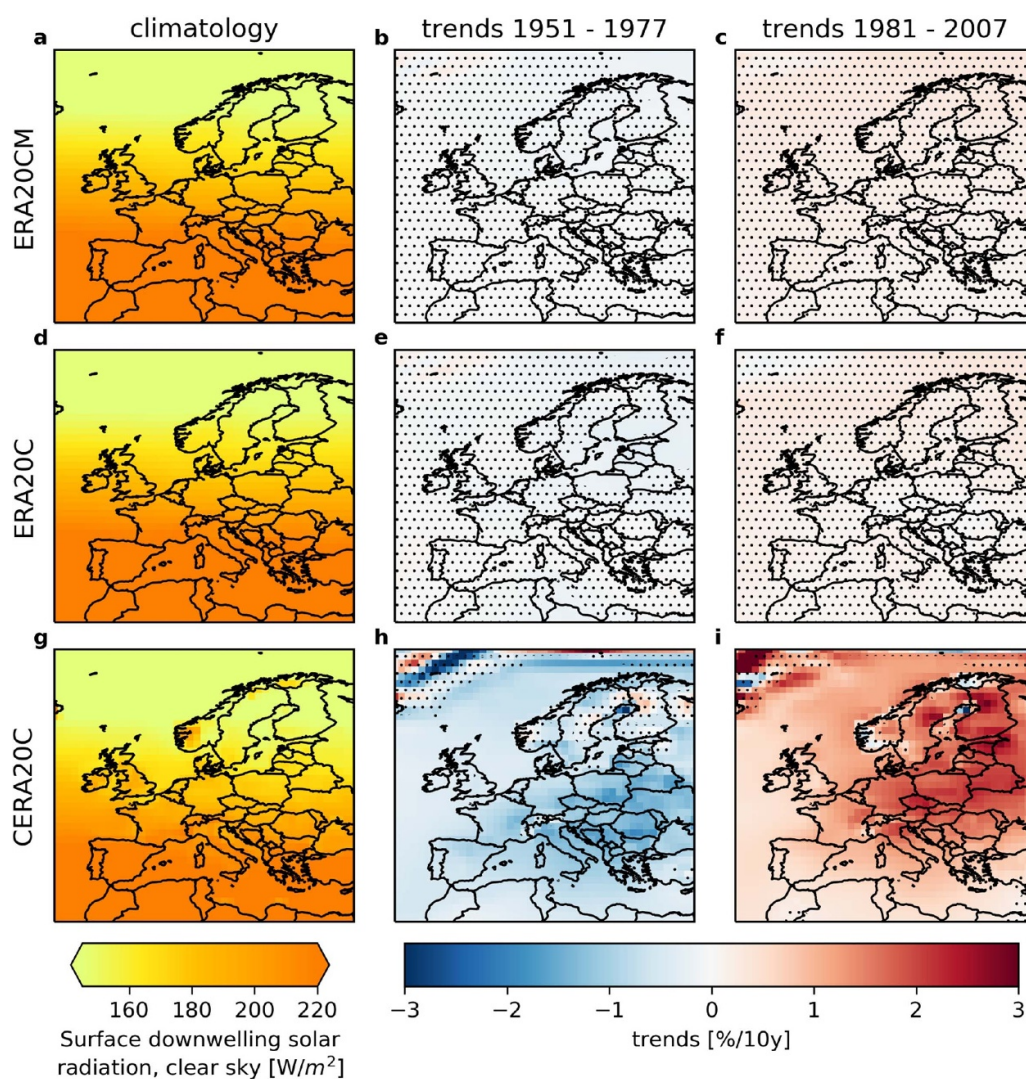 climatology
trends 1951 - 1977
trends 1981 - 2007
a
b
c
ERA20CM
d
e
f
ERA20C
g
h
i
CERA20C
160 180 200 220
Surface downwelling solar
radiation, clear sky [W/m²]
−3 −2 −1 0 1 2 3
trends [%/10y]